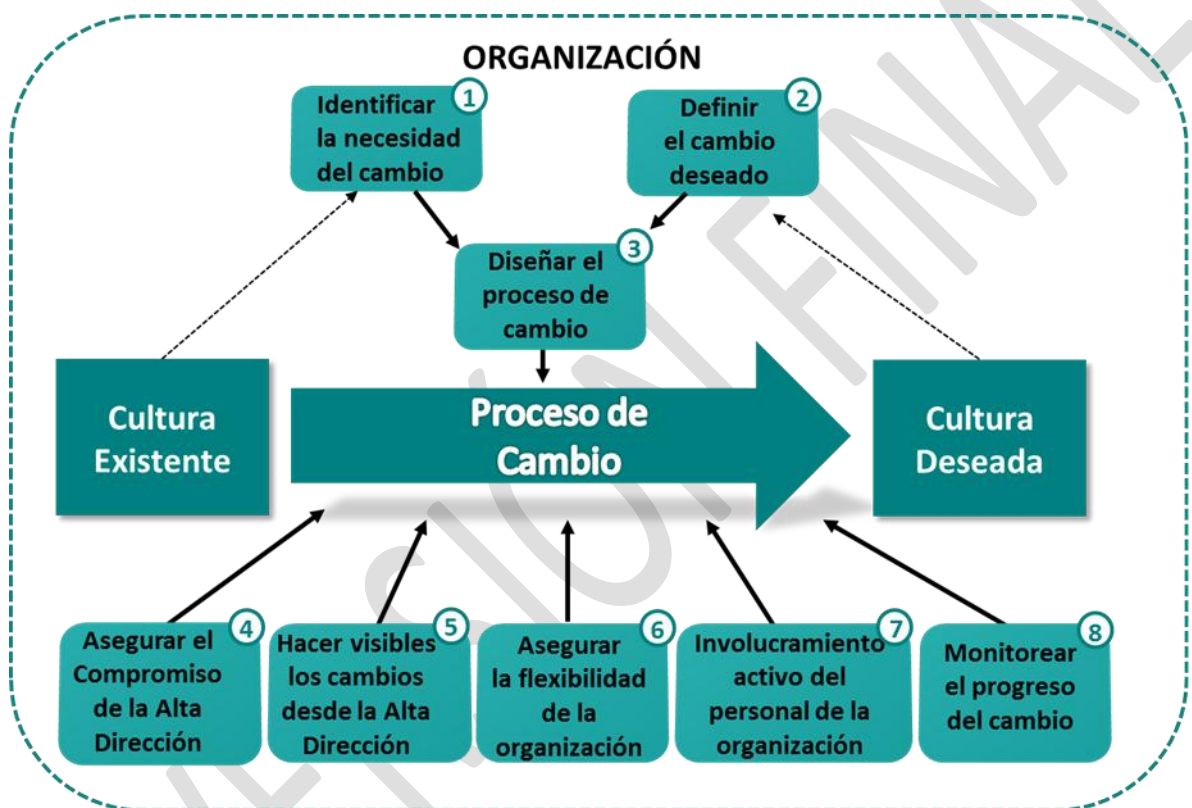 ORGANIZACIÓN
1
Identificar
la necesidad
del cambio
2
Definir
el cambio
deseado
3
Diseñar el
proceso de
cambio
Cultura
Existente
Proceso de
Cambio
Cultura
Deseada
4
Asegurar el
Compromiso
de la Alta
Dirección
5
Hacer visibles
los cambios
desde la Alta
Dirección
6
Asegurar
la flexibilidad
de la
organización
7
Involucramiento
activo del
personal de la
organización
8
Monitorear
el progreso
del cambio
VERSIÓN FINAL